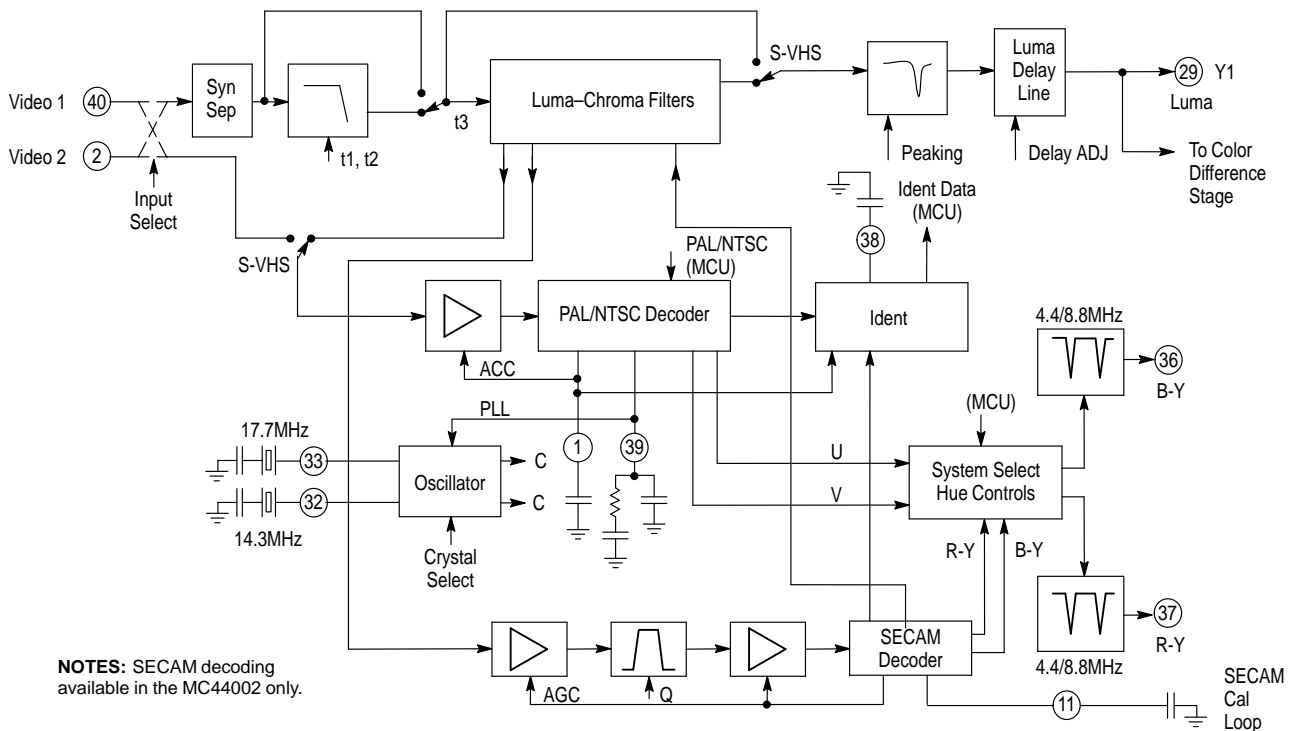 S-VHS
Luma
Delay
Line
29 Y1
Luma
Video 1 40
Syn
Sep
Luma–Chroma Filters
t3
Video 2 2
t1, t2
Peaking
Delay ADJ
To Color
Difference
Stage
Input
Select
Ident Data
(MCU)
38
PAL/NTSC
(MCU)
S-VHS
PAL/NTSC Decoder
Ident
4.4/8.8MHz
36
B-Y
ACC
PLL
(MCU)
17.7MHz
33
1
39
U
System Select
Hue Controls
C
Oscillator
32
C
V
14.3MHz
R-Y B-Y
Crystal
Select
37
R-Y
4.4/8.8MHz
SECAM
Decoder
NOTES: SECAM decoding
available in the MC44002 only.
AGC
Q
11
SECAM
Cal
Loop